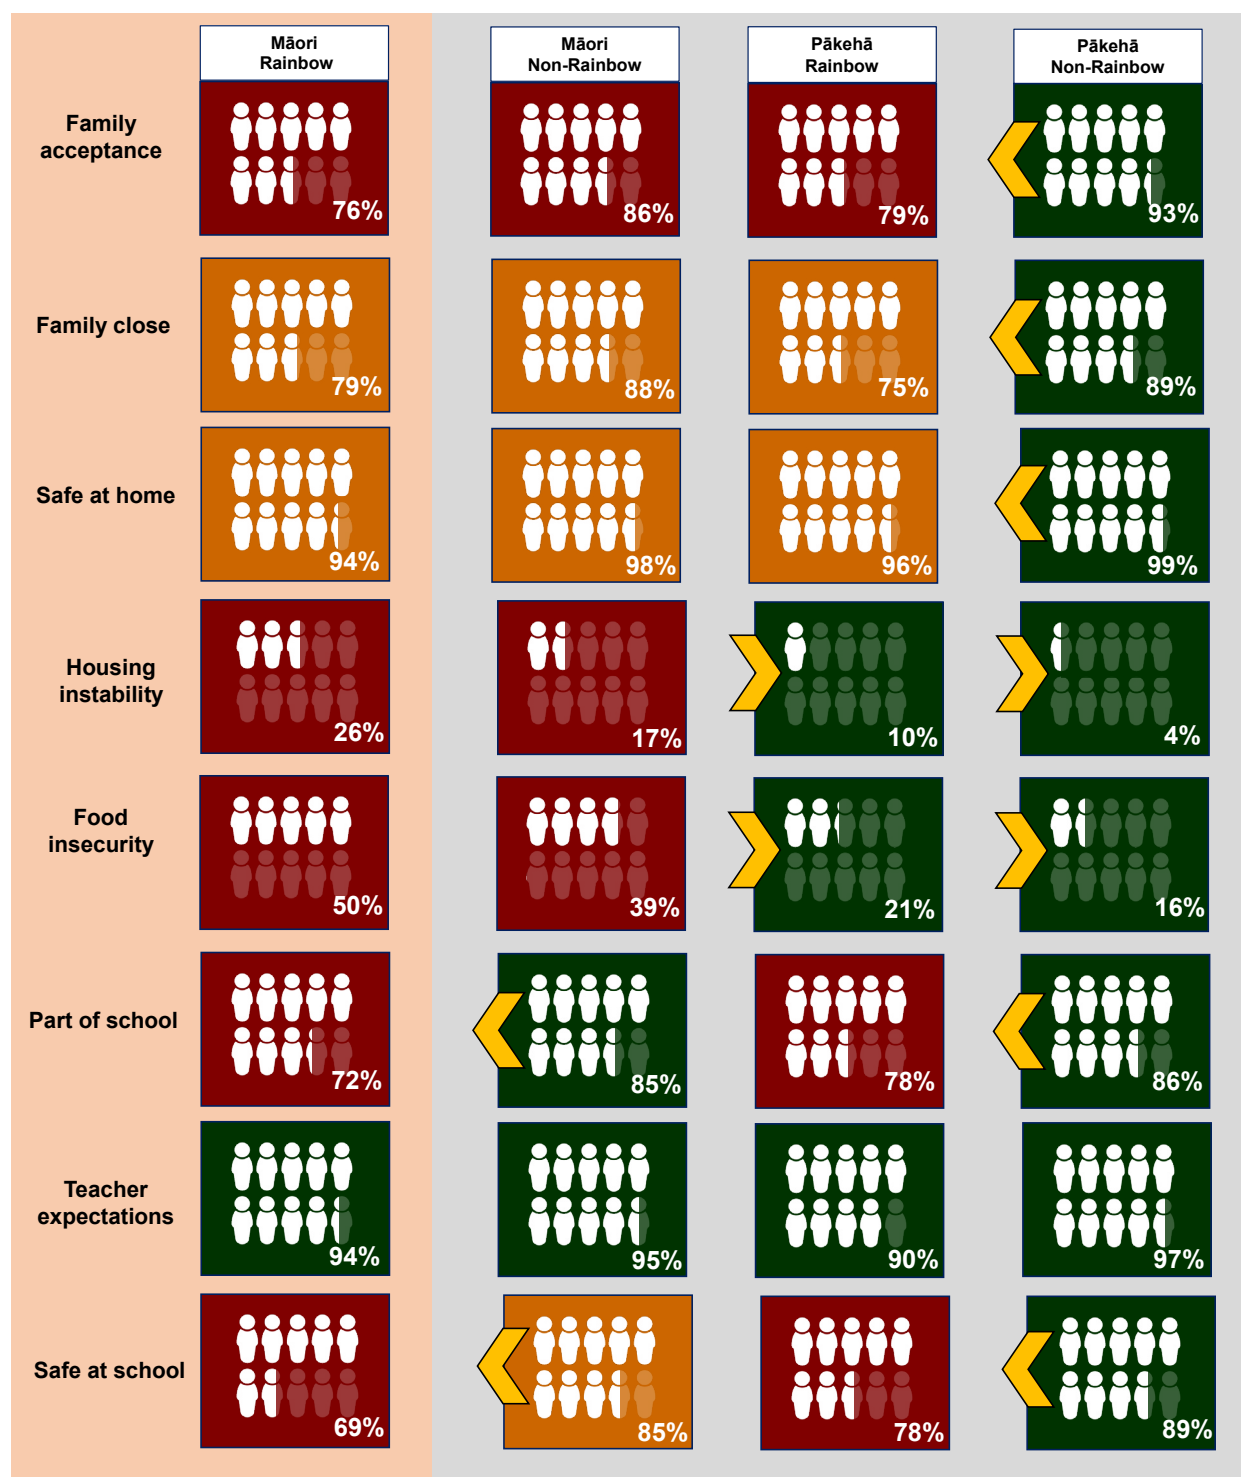 Māori
Rainbow
Māori
Non-Rainbow
Pākehā
Rainbow
Pākehā
Non-Rainbow
Family
acceptance
76%
86%
79%
93%
Family close
79%
88%
75%
89%
Safe at home
94%
98%
96%
99%
Housing
instability
26%
17%
10%
4%
Food
insecurity
50%
39%
21%
16%
Part of school
72%
85%
78%
86%
Teacher
expectations
94%
95%
90%
97%
Safe at school
69%
85%
78%
89%